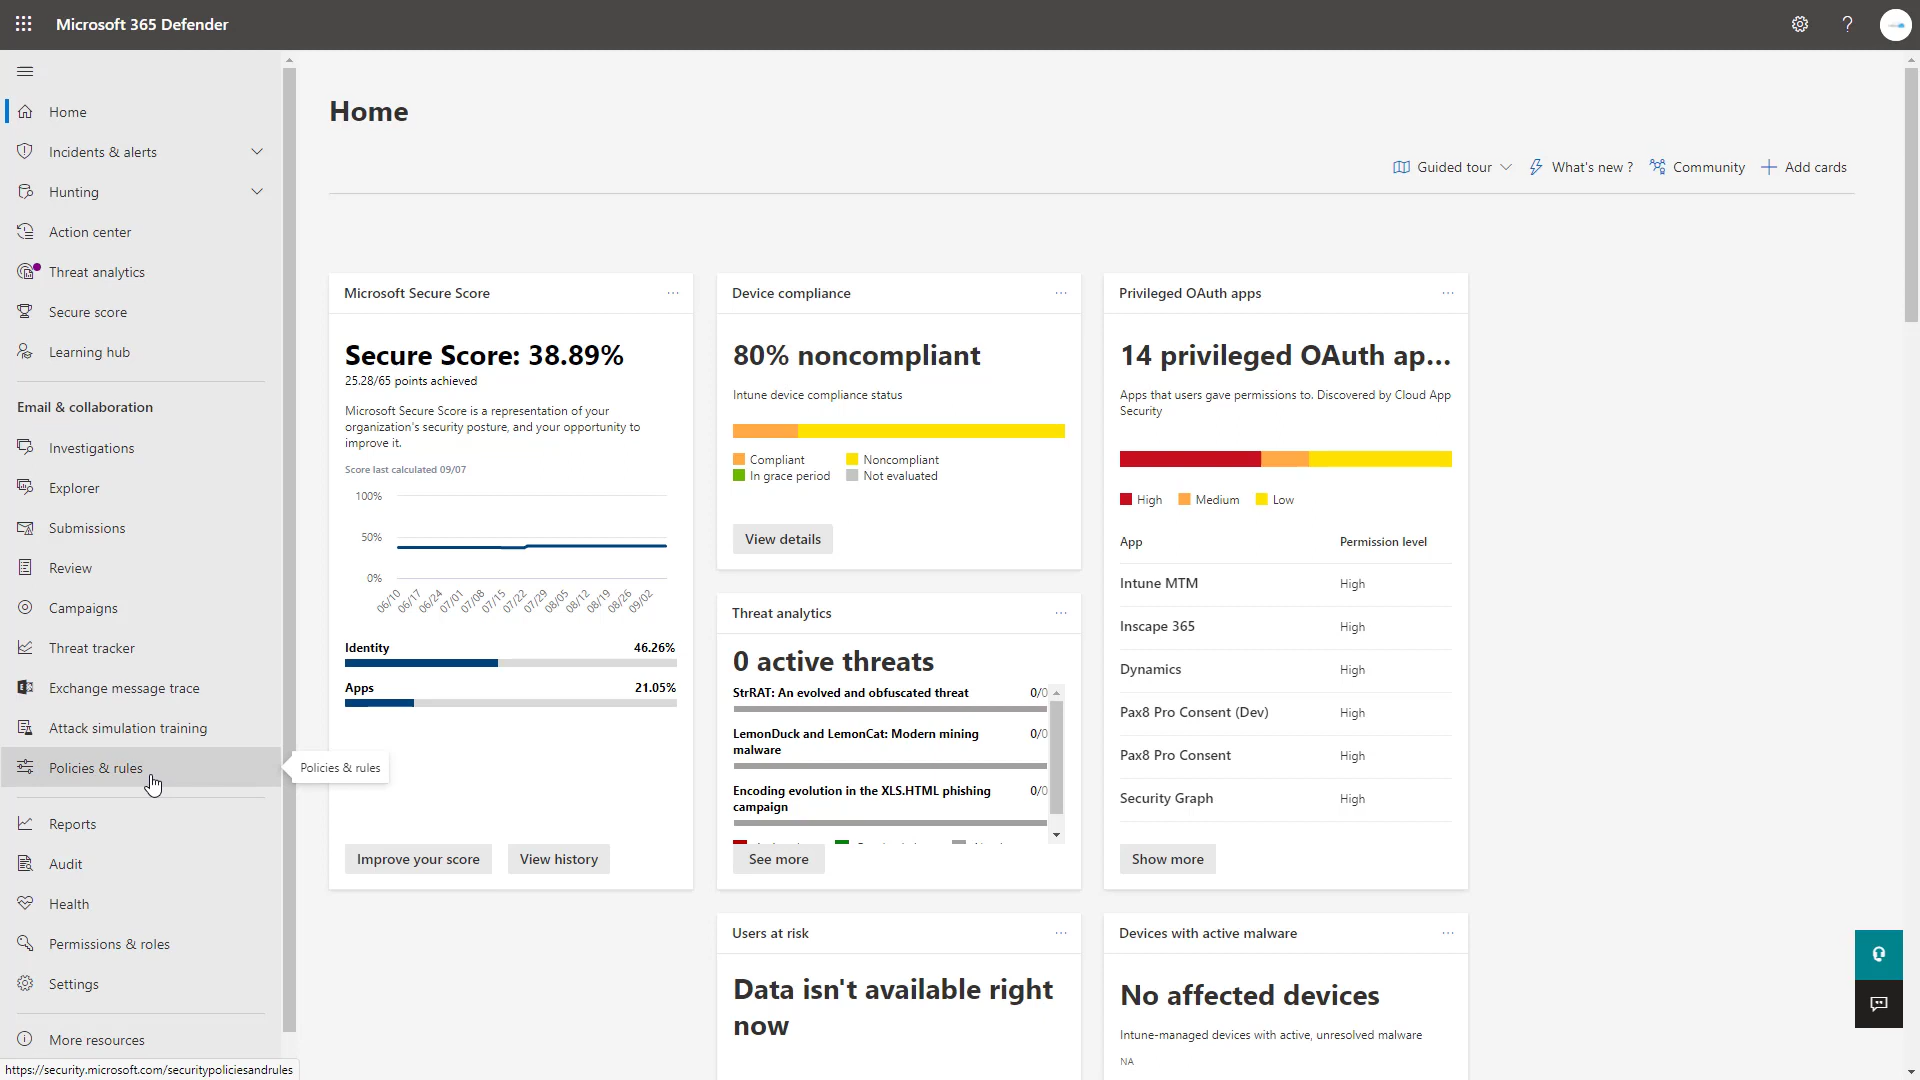 Microsoft 365 Defender
Home
Incidents & alerts
Hunting
Action center
Threat analytics
Secure score
Learning hub
Email & collaboration
Investigations
Explorer
Submissions
Review
Campaigns
Threat tracker
Exchange message trace
Attack simulation training
Policies & rules
Policies & rules
Reports
Audit
Health
Permissions & roles
Settings
More resources
https://security.microsoft.com/securitypoliciesandrules
Home
Guided tour
What's new ?
Community
Add cards
Microsoft Secure Score
Secure Score: 38.89%
25.28/65 points achieved
Microsoft Secure Score is a representation of your
organization's security posture, and your opportunity to
improve it.
Score last calculated 09/07
100%
50%
0%
06/10 06/17 06/24 07/01 07/08 07/15 07/22 07/29 08/05 08/12 08/19 08/26 09/02
Identity 46.26%
Apps 21.05%
Improve your score
View history
Device compliance
80% noncompliant
Intune device compliance status
Compliant Noncompliant
In grace period Not evaluated
View details
Threat analytics
0 active threats
StrRAT: An evolved and obfuscated threat 0/0
LemonDuck and LemonCat: Modern mining 0/0
malware
Encoding evolution in the XLS.HTML phishing 0/0
campaign
See more
Users at risk
Data isn't available right
now
Privileged OAuth apps
14 privileged OAuth ap...
Apps that users gave permissions to. Discovered by Cloud App
Security
High Medium Low
App Permission level
Intune MTM High
Inscape 365 High
Dynamics High
Pax8 Pro Consent (Dev) High
Pax8 Pro Consent High
Security Graph High
Show more
Devices with active malware
No affected devices
Intune-managed devices with active, unresolved malware
NA